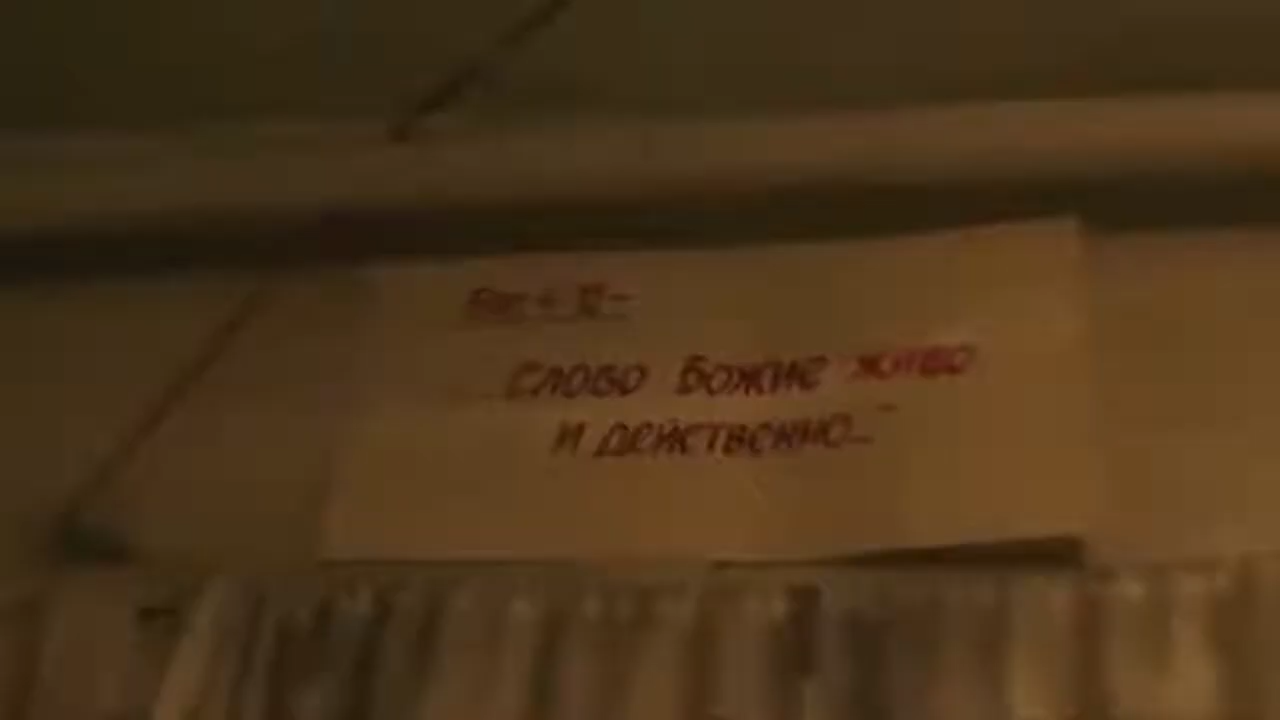 слово Божие живо
и действенно..."